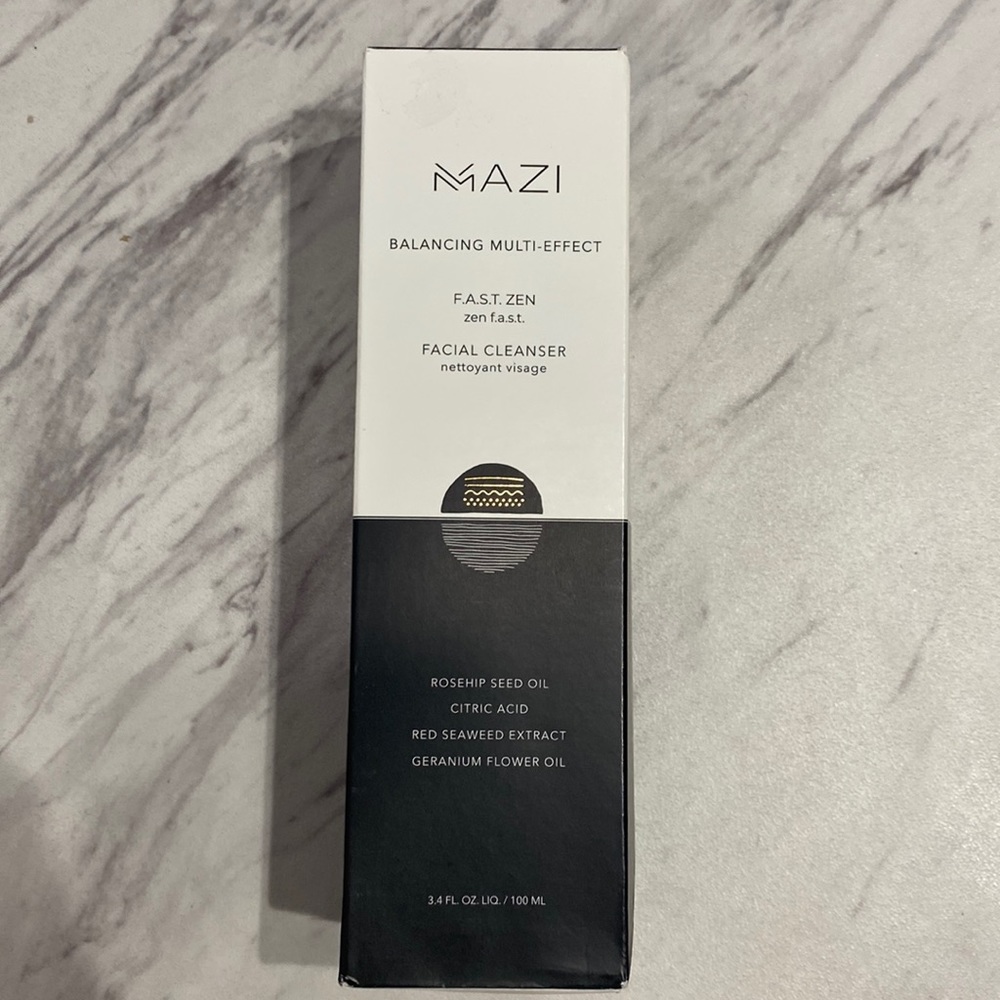 MAZI
BALANCING MULTI-EFFECT
F.A.S.T. ZEN
zen f.a.s.t.
FACIAL CLEANSER
nettoyant visage
ROSEHIP SEED OIL
CITRIC ACID
RED SEAWEED EXTRACT
GERANIUM FLOWER OIL
3.4 FL. OZ. LIQ. / 100 ML